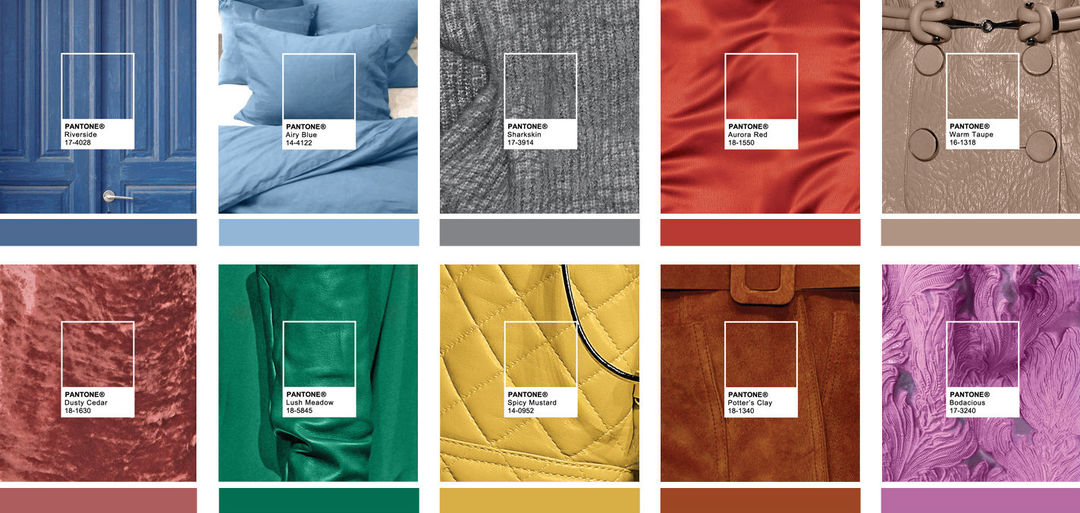 PANTONE®
Riverside
17-4028
PANTONE®
Airy Blue
14-4122
PANTONE®
Sharkskin
17-3914
PANTONE®
Aurora Red
18-1550
PANTONE®
Warm Taupe
16-1318
PANTONE®
Dusty Cedar
18-1630
PANTONE®
Lush Meadow
18-5845
PANTONE®
Spicy Mustard
14-0952
PANTONE®
Potter's Clay
18-1340
PANTONE®
Bodacious
17-3240